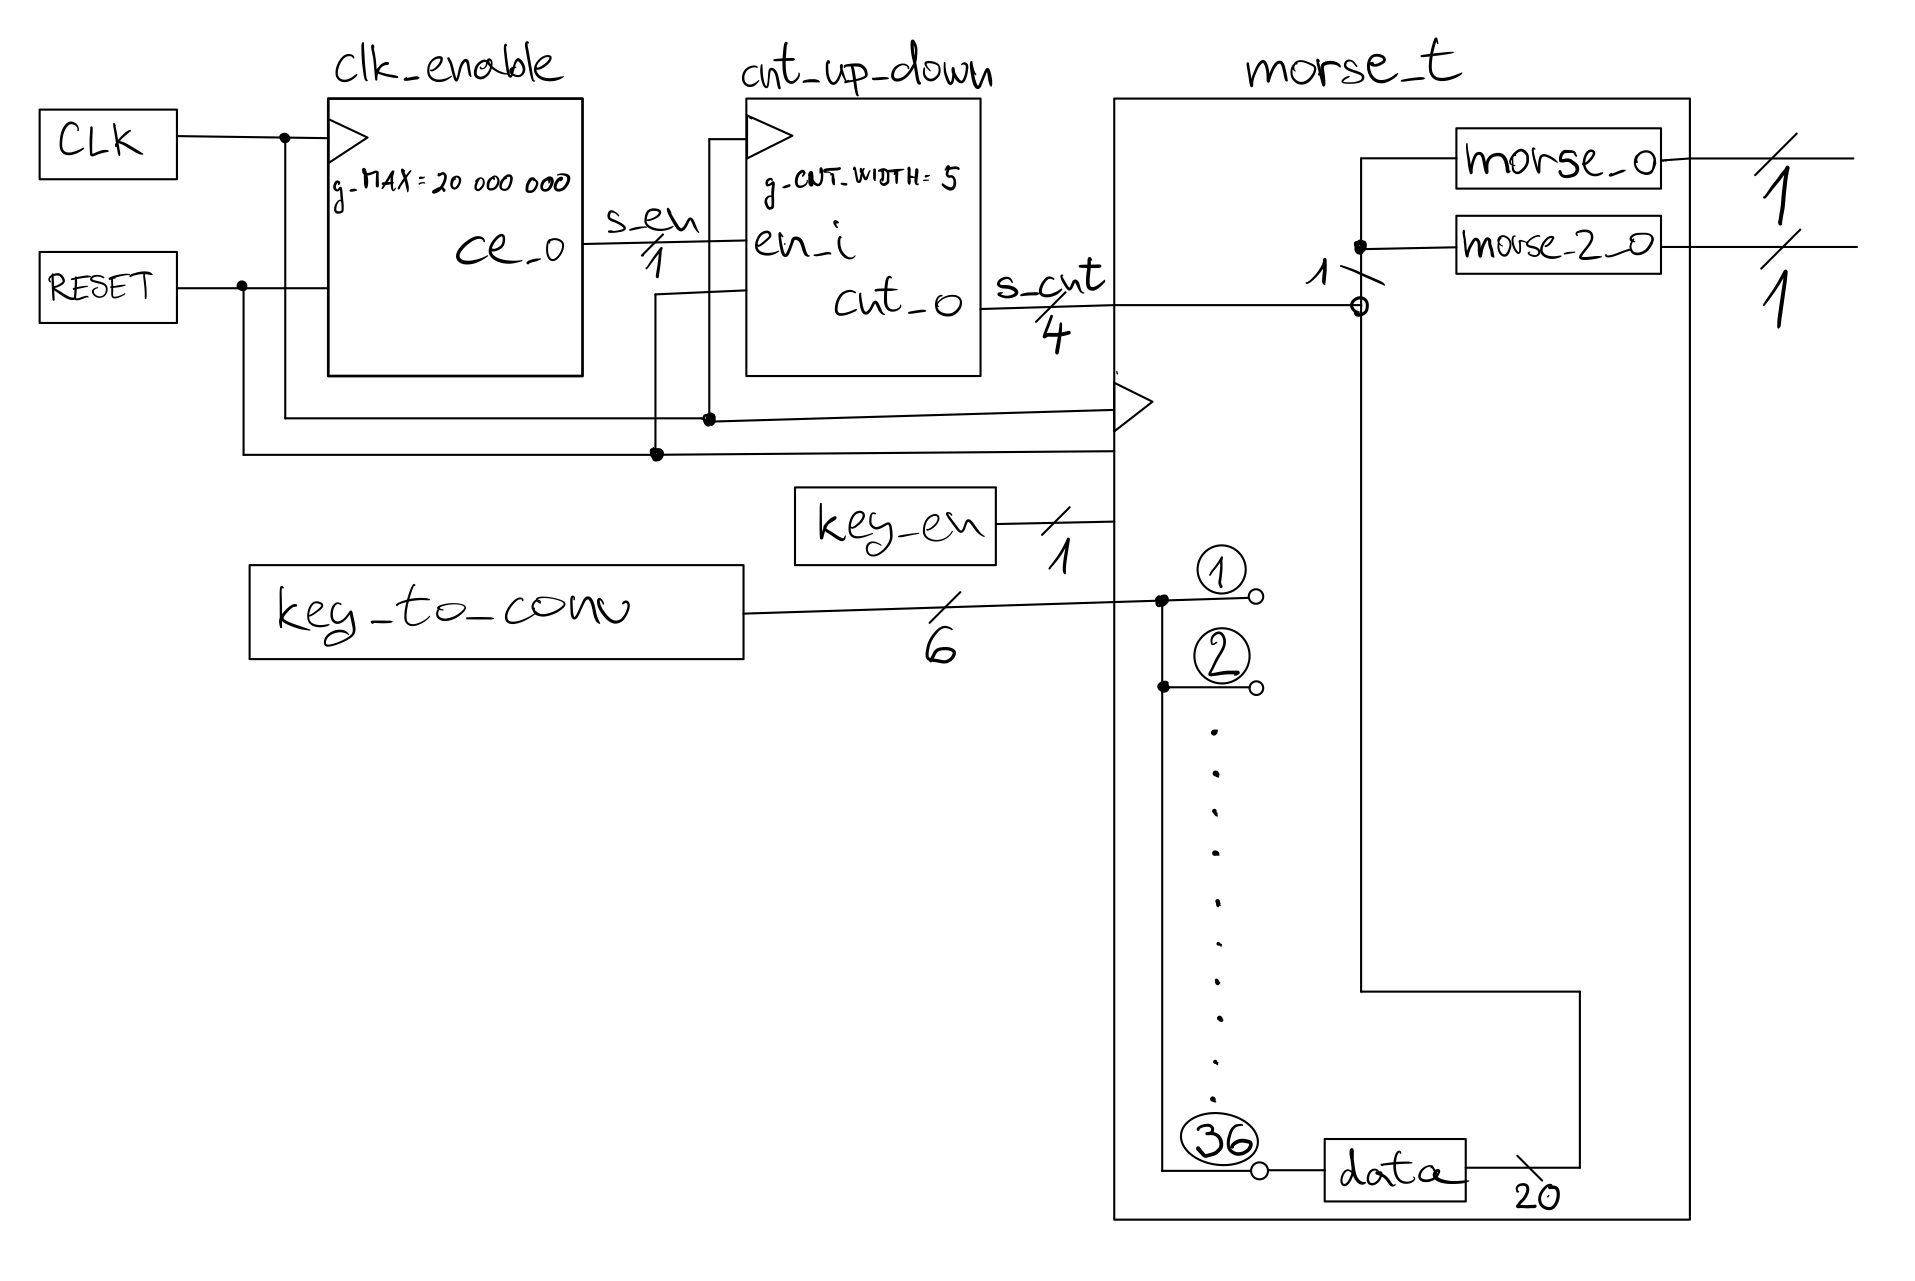 clk_enable
cnt_up_down
morse_t
CLK
g_MAX=20 000 000
ce_o
RESET
s_en
1
g_CNT_WIDTH=5
en_i
cnt_o
s_cnt
4
morse_o
1
morse_2_o
1
1
key_en
1
key_to_conv
6
1
2
36
data
20